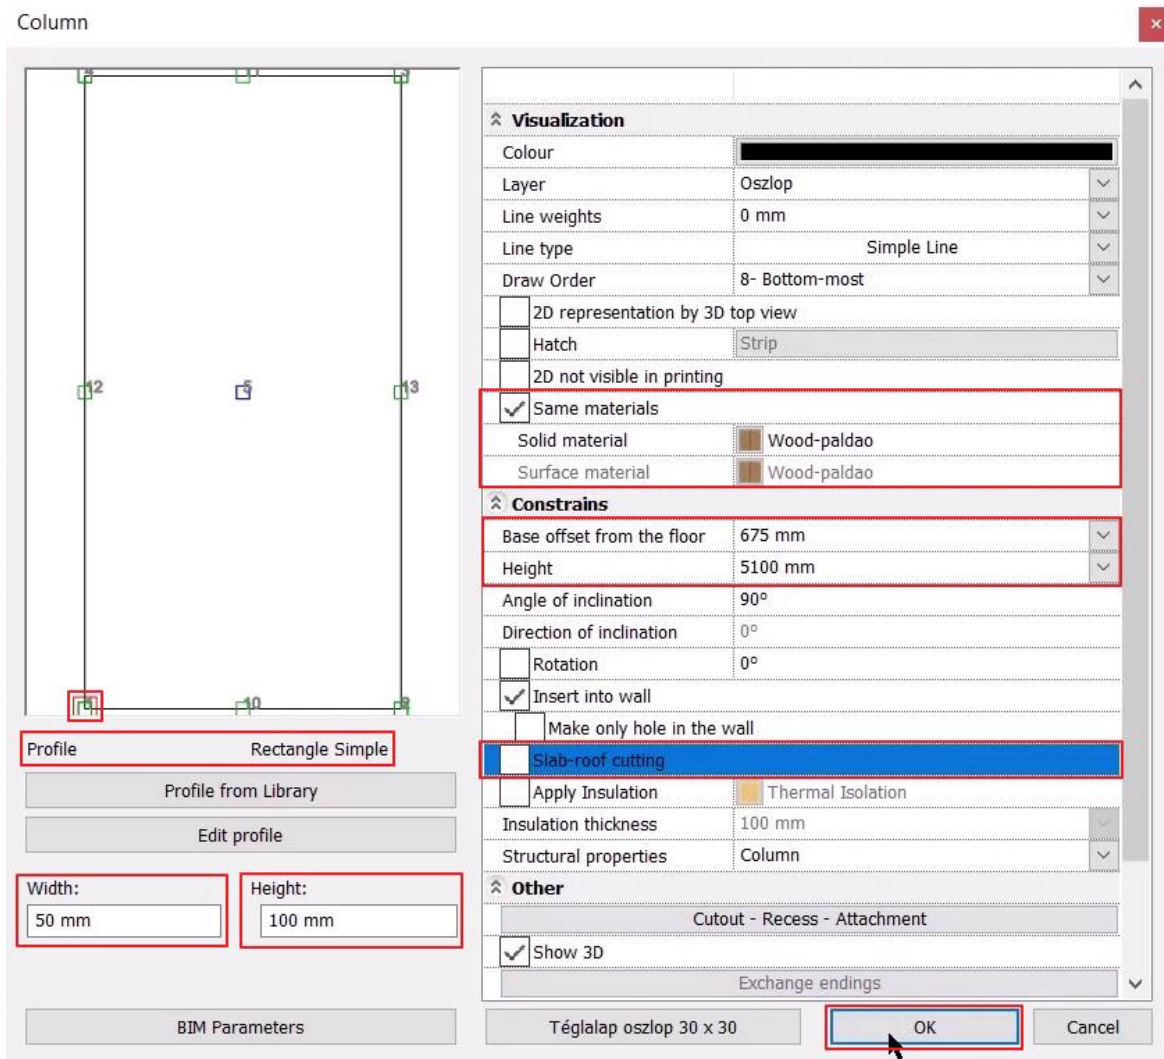 Column
×
12
5
13
10
Profile Rectangle Simple
Profile from Library
Edit profile
Width: Height:
50 mm 100 mm
BIM Parameters
Visualization
Colour
Layer Oszlop
Line weights 0 mm
Line type Simple Line
Draw Order 8- Bottom-most
2D representation by 3D top view
Hatch Strip
2D not visible in printing
Same materials
Solid material Wood-paldao
Surface material Wood-paldao
Constrains
Base offset from the floor 675 mm
Height 5100 mm
Angle of inclination 90º
Direction of inclination 0º
Rotation 0º
Insert into wall
Make only hole in the wall
Slab-roof cutting
Apply Insulation Thermal Isolation
Insulation thickness 100 mm
Structural properties Column
Other
Cutout - Recess - Attachment
Show 3D
Exchange endings
Téglalap oszlop 30 x 30 OK Cancel